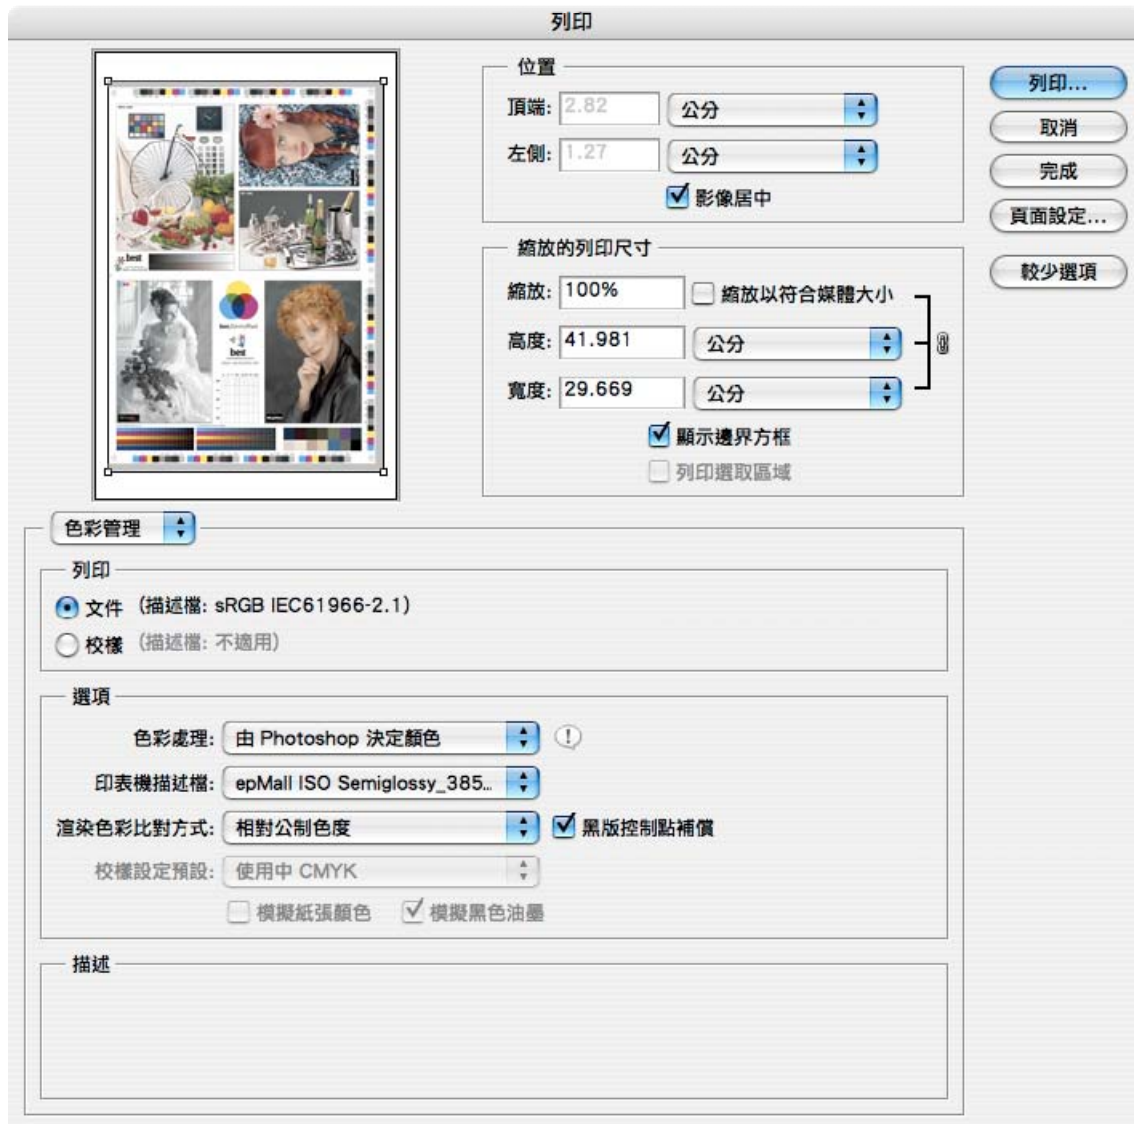 列印
位置
頂端: 2.82 公分
左側: 1.27 公分
影像居中
列印...
取消
完成
頁面設定...
較少選項
縮放的列印尺寸
縮放: 100% 縮放以符合媒體大小
高度: 41.981 公分
寬度: 29.669 公分
顯示邊界方框
列印選取區域
best
best
色彩管理
列印
文件 (描述檔: sRGB IEC61966-2.1)
校樣 (描述檔: 不適用)
選項
色彩處理: 由 Photoshop 決定顏色
印表機描述檔: epMall ISO Semiglossy_385...
渲染色彩比對方式: 相對公制色度 黑版控制點補償
校樣設定預設: 使用中 CMYK
模擬紙張顏色 模擬黑色油墨
描述